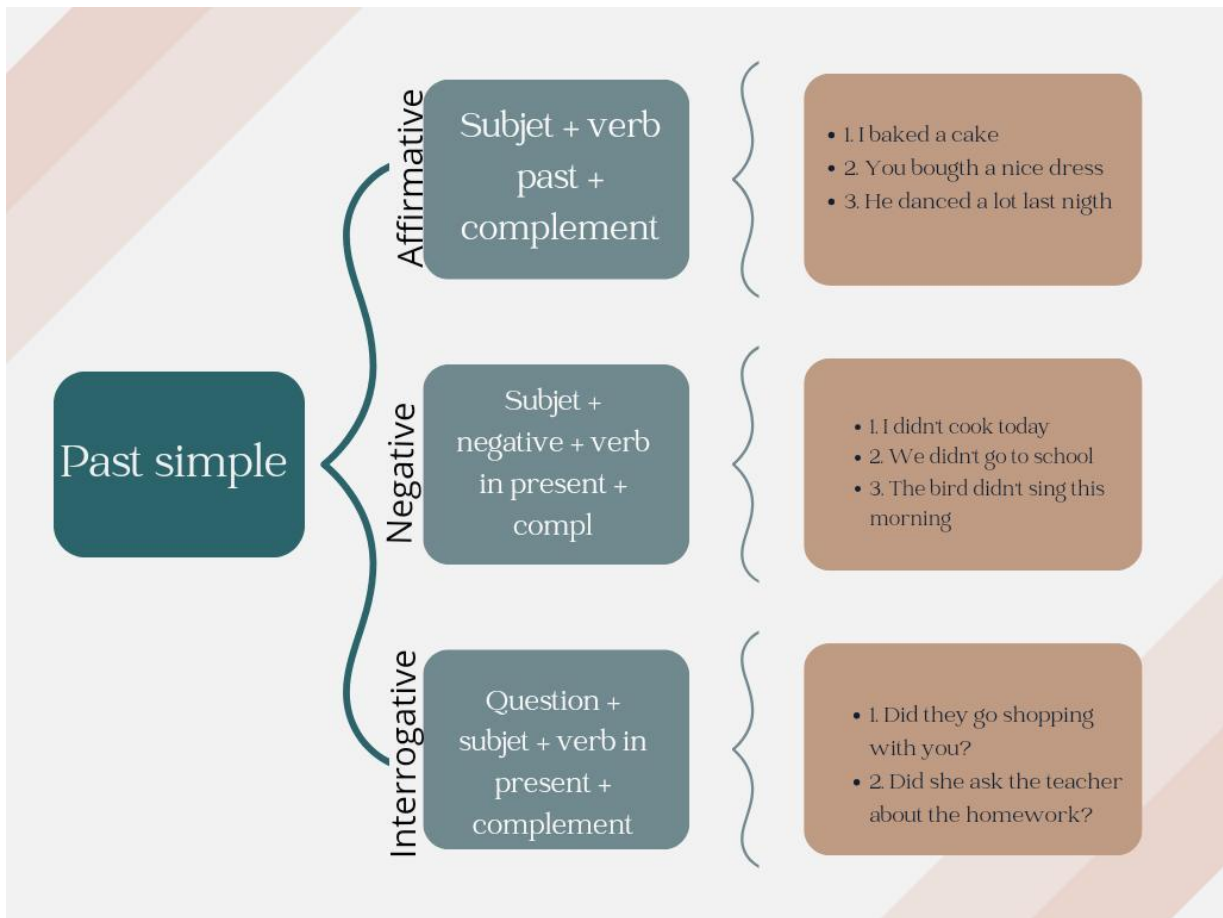 Past simple
Affirmative
Subjet + verb
past +
complement
• 1. I baked a cake
• 2. You bougth a nice dress
• 3. He danced a lot last nigth
Negative
Subjet +
negative + verb
in present +
compl
• 1. I didn't cook today
• 2. We didn't go to school
• 3. The bird didn't sing this
morning
Interrogative
Question +
subjet + verb in
present +
complement
• 1. Did they go shopping
with you?
• 2. Did she ask the teacher
about the homework?